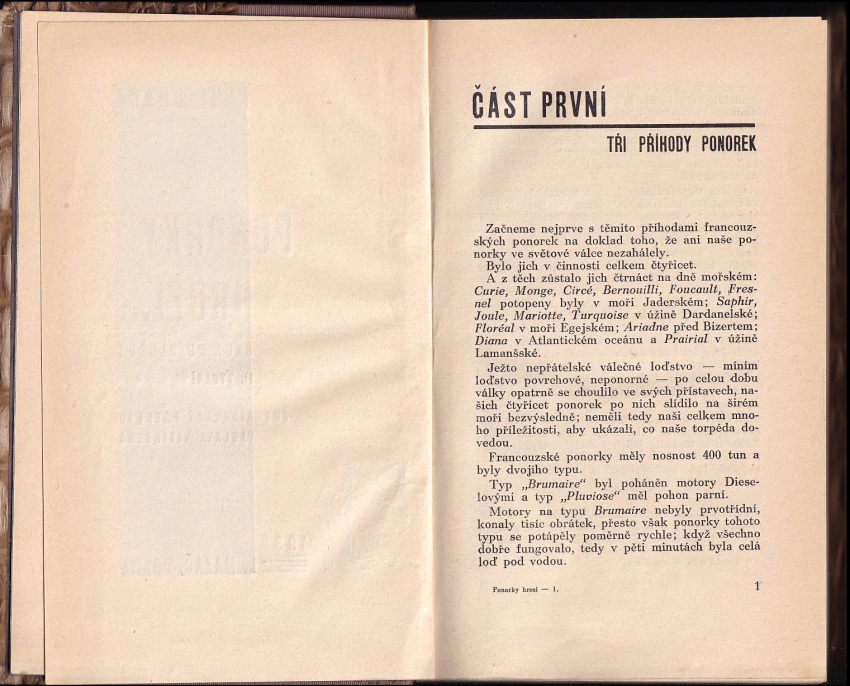 ČÁST PRVNÍ
TŘI PŘÍHODY PONOREK
Začneme nejprve s těmito příhodami francouz-
ských ponorek na doklad toho, že ani naše po-
norky ve světové válce nezahálely.
Bylo jich v činnosti celkem čtyřicet.
A z těch zůstalo jich čtrnáct na dně mořském:
Curie, Monge, Circé, Bernouilli, Foucault, Fres-
nel potopeny byly v moři Jaderském; Saphir,
Joule, Mariotte, Turquoise v úžině Dardanelské;
Floréal v moři Egejském; Ariadne před Bizertem;
Diana v Atlantickém oceánu a Prairial v úžině
Lamanšské.
Ježto nepřátelské válečné loďstvo — míním
loďstvo povrchové, neponorné — po celou dobu
války opatrně se choulilo ve svých přístavech, na-
šich čtyřicet ponorek po nich slídilo na širém
moři bezvýsledně; neměli tedy naši celkem mno-
ho příležitosti, aby ukázali, co naše torpéda do-
vedou.
Francouzské ponorky měly nosnost 400 tun a
byly dvojího typu.
Typ „Brumaire“ byl poháněn motory Diese-
lovými a typ „Pluviose“ měl pohon parní.
Motory na typu Brumaire nebyly prvotřídní,
konaly tisíc obrátek, přesto však ponorky tohoto
typu se potápěly poměrně rychle; když všechno
dobře fungovalo, tedy v pěti minutách byla celá
loď pod vodou.
Ponorky hrosí — 1.
1